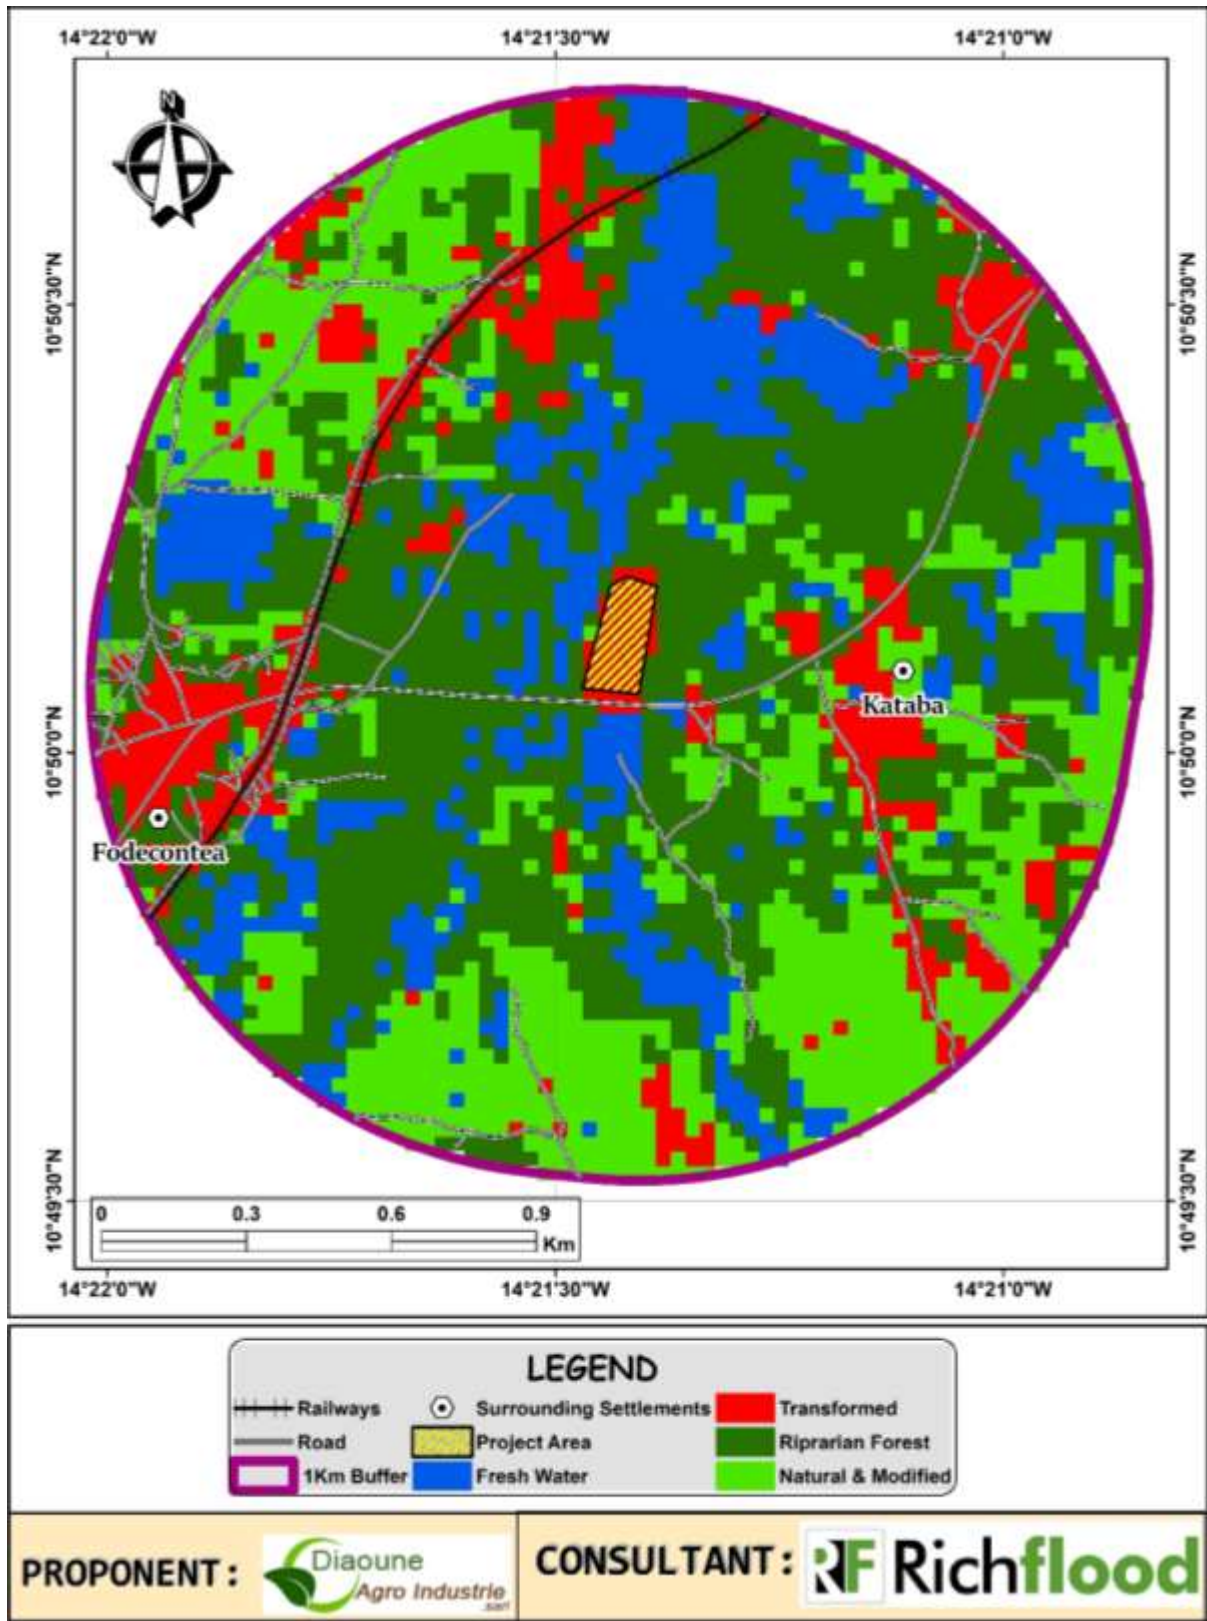 14°22'0"W 14°21'30"W 14°21'0"W
N
10°50'30"N 10°50'30"N
Kataba
10°50'0"N 10°50'0"N
Fodecontea
10°49'30"N 10°49'30"N
0 0.3 0.6 0.9
Km
14°22'0"W 14°21'30"W 14°21'0"W
LEGEND
Railways Surrounding Settlements Transformed
Road Project Area Riprarian Forest
1Km Buffer Fresh Water Natural & Modified
PROPONENT: Diaoune Agro Industrie .sarl
CONSULTANT: RF Richflood